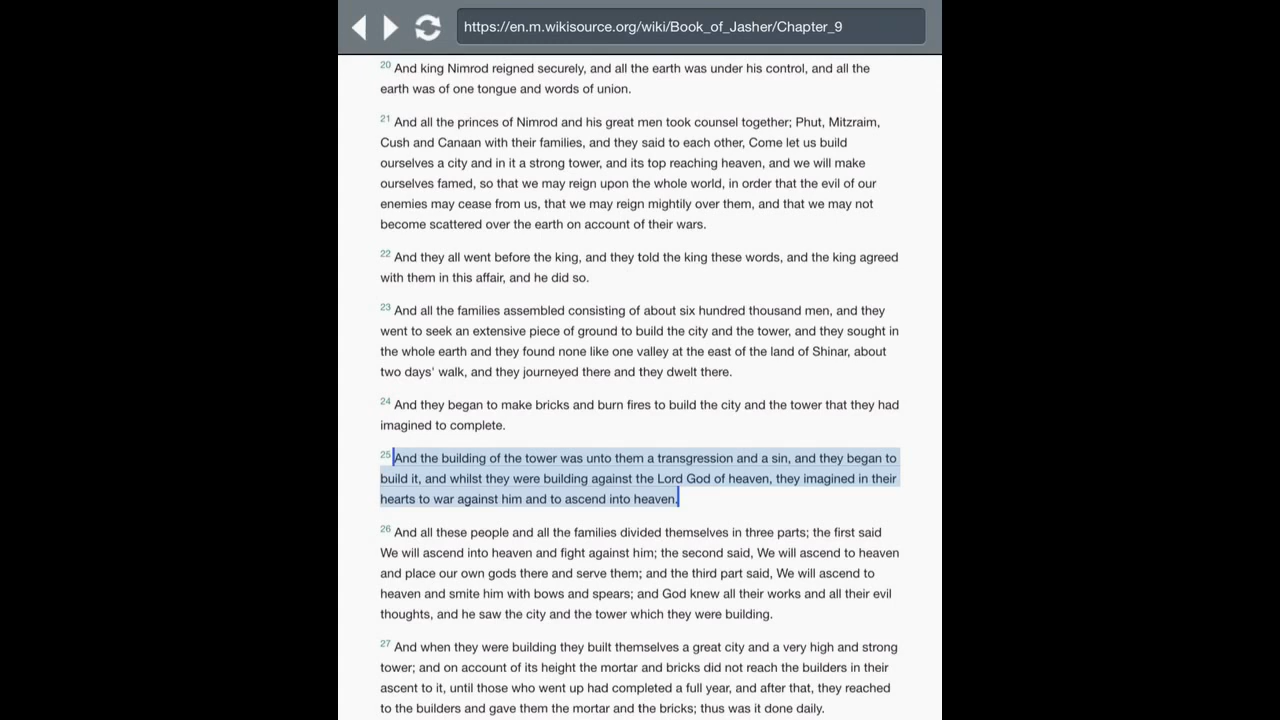 https://en.m.wikisource.org/wiki/Book_of_Jasher/Chapter_9
20 And king Nimrod reigned securely, and all the earth was under his control, and all the
earth was of one tongue and words of union.
21 And all the princes of Nimrod and his great men took counsel together; Phut, Mitzraim,
Cush and Canaan with their families, and they said to each other, Come let us build
ourselves a city and in it a strong tower, and its top reaching heaven, and we will make
ourselves famed, so that we may reign upon the whole world, in order that the evil of our
enemies may cease from us, that we may reign mightily over them, and that we may not
become scattered over the earth on account of their wars.
22 And they all went before the king, and they told the king these words, and the king agreed
with them in this affair, and he did so.
23 And all the families assembled consisting of about six hundred thousand men, and they
went to seek an extensive piece of ground to build the city and the tower, and they sought in
the whole earth and they found none like one valley at the east of the land of Shinar, about
two days' walk, and they journeyed there and they dwelt there.
24 And they began to make bricks and burn fires to build the city and the tower that they had
imagined to complete.
25 And the building of the tower was unto them a transgression and a sin, and they began to
build it, and whilst they were building against the Lord God of heaven, they imagined in their
hearts to war against him and to ascend into heaven.
26 And all these people and all the families divided themselves in three parts; the first said
We will ascend into heaven and fight against him; the second said, We will ascend to heaven
and place our own gods there and serve them; and the third part said, We will ascend to
heaven and smite him with bows and spears; and God knew all their works and all their evil
thoughts, and he saw the city and the tower which they were building.
27 And when they were building they built themselves a great city and a very high and strong
tower; and on account of its height the mortar and bricks did not reach the builders in their
ascent to it, until those who went up had completed a full year, and after that, they reached
to the builders and gave them the mortar and the bricks; thus was it done daily.